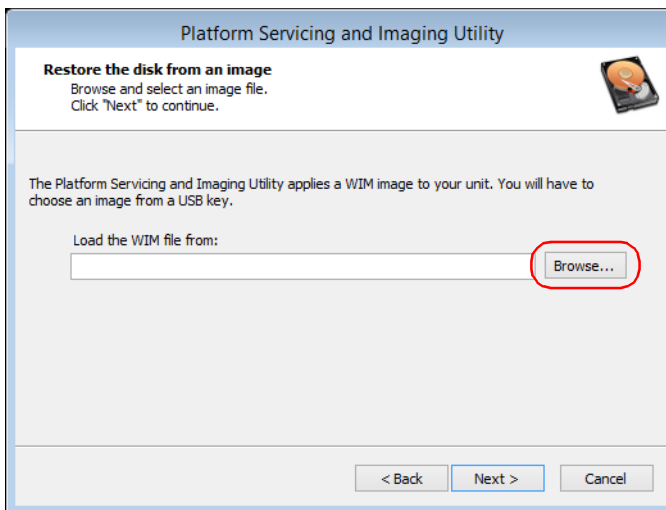 Platform Servicing and Imaging Utility
Restore the disk from an image
Browse and select an image file.
Click "Next" to continue.
The Platform Servicing and Imaging Utility applies a WIM image to your unit. You will have to
choose an image from a USB key.
Load the WIM file from:
Browse...
< Back Next > Cancel